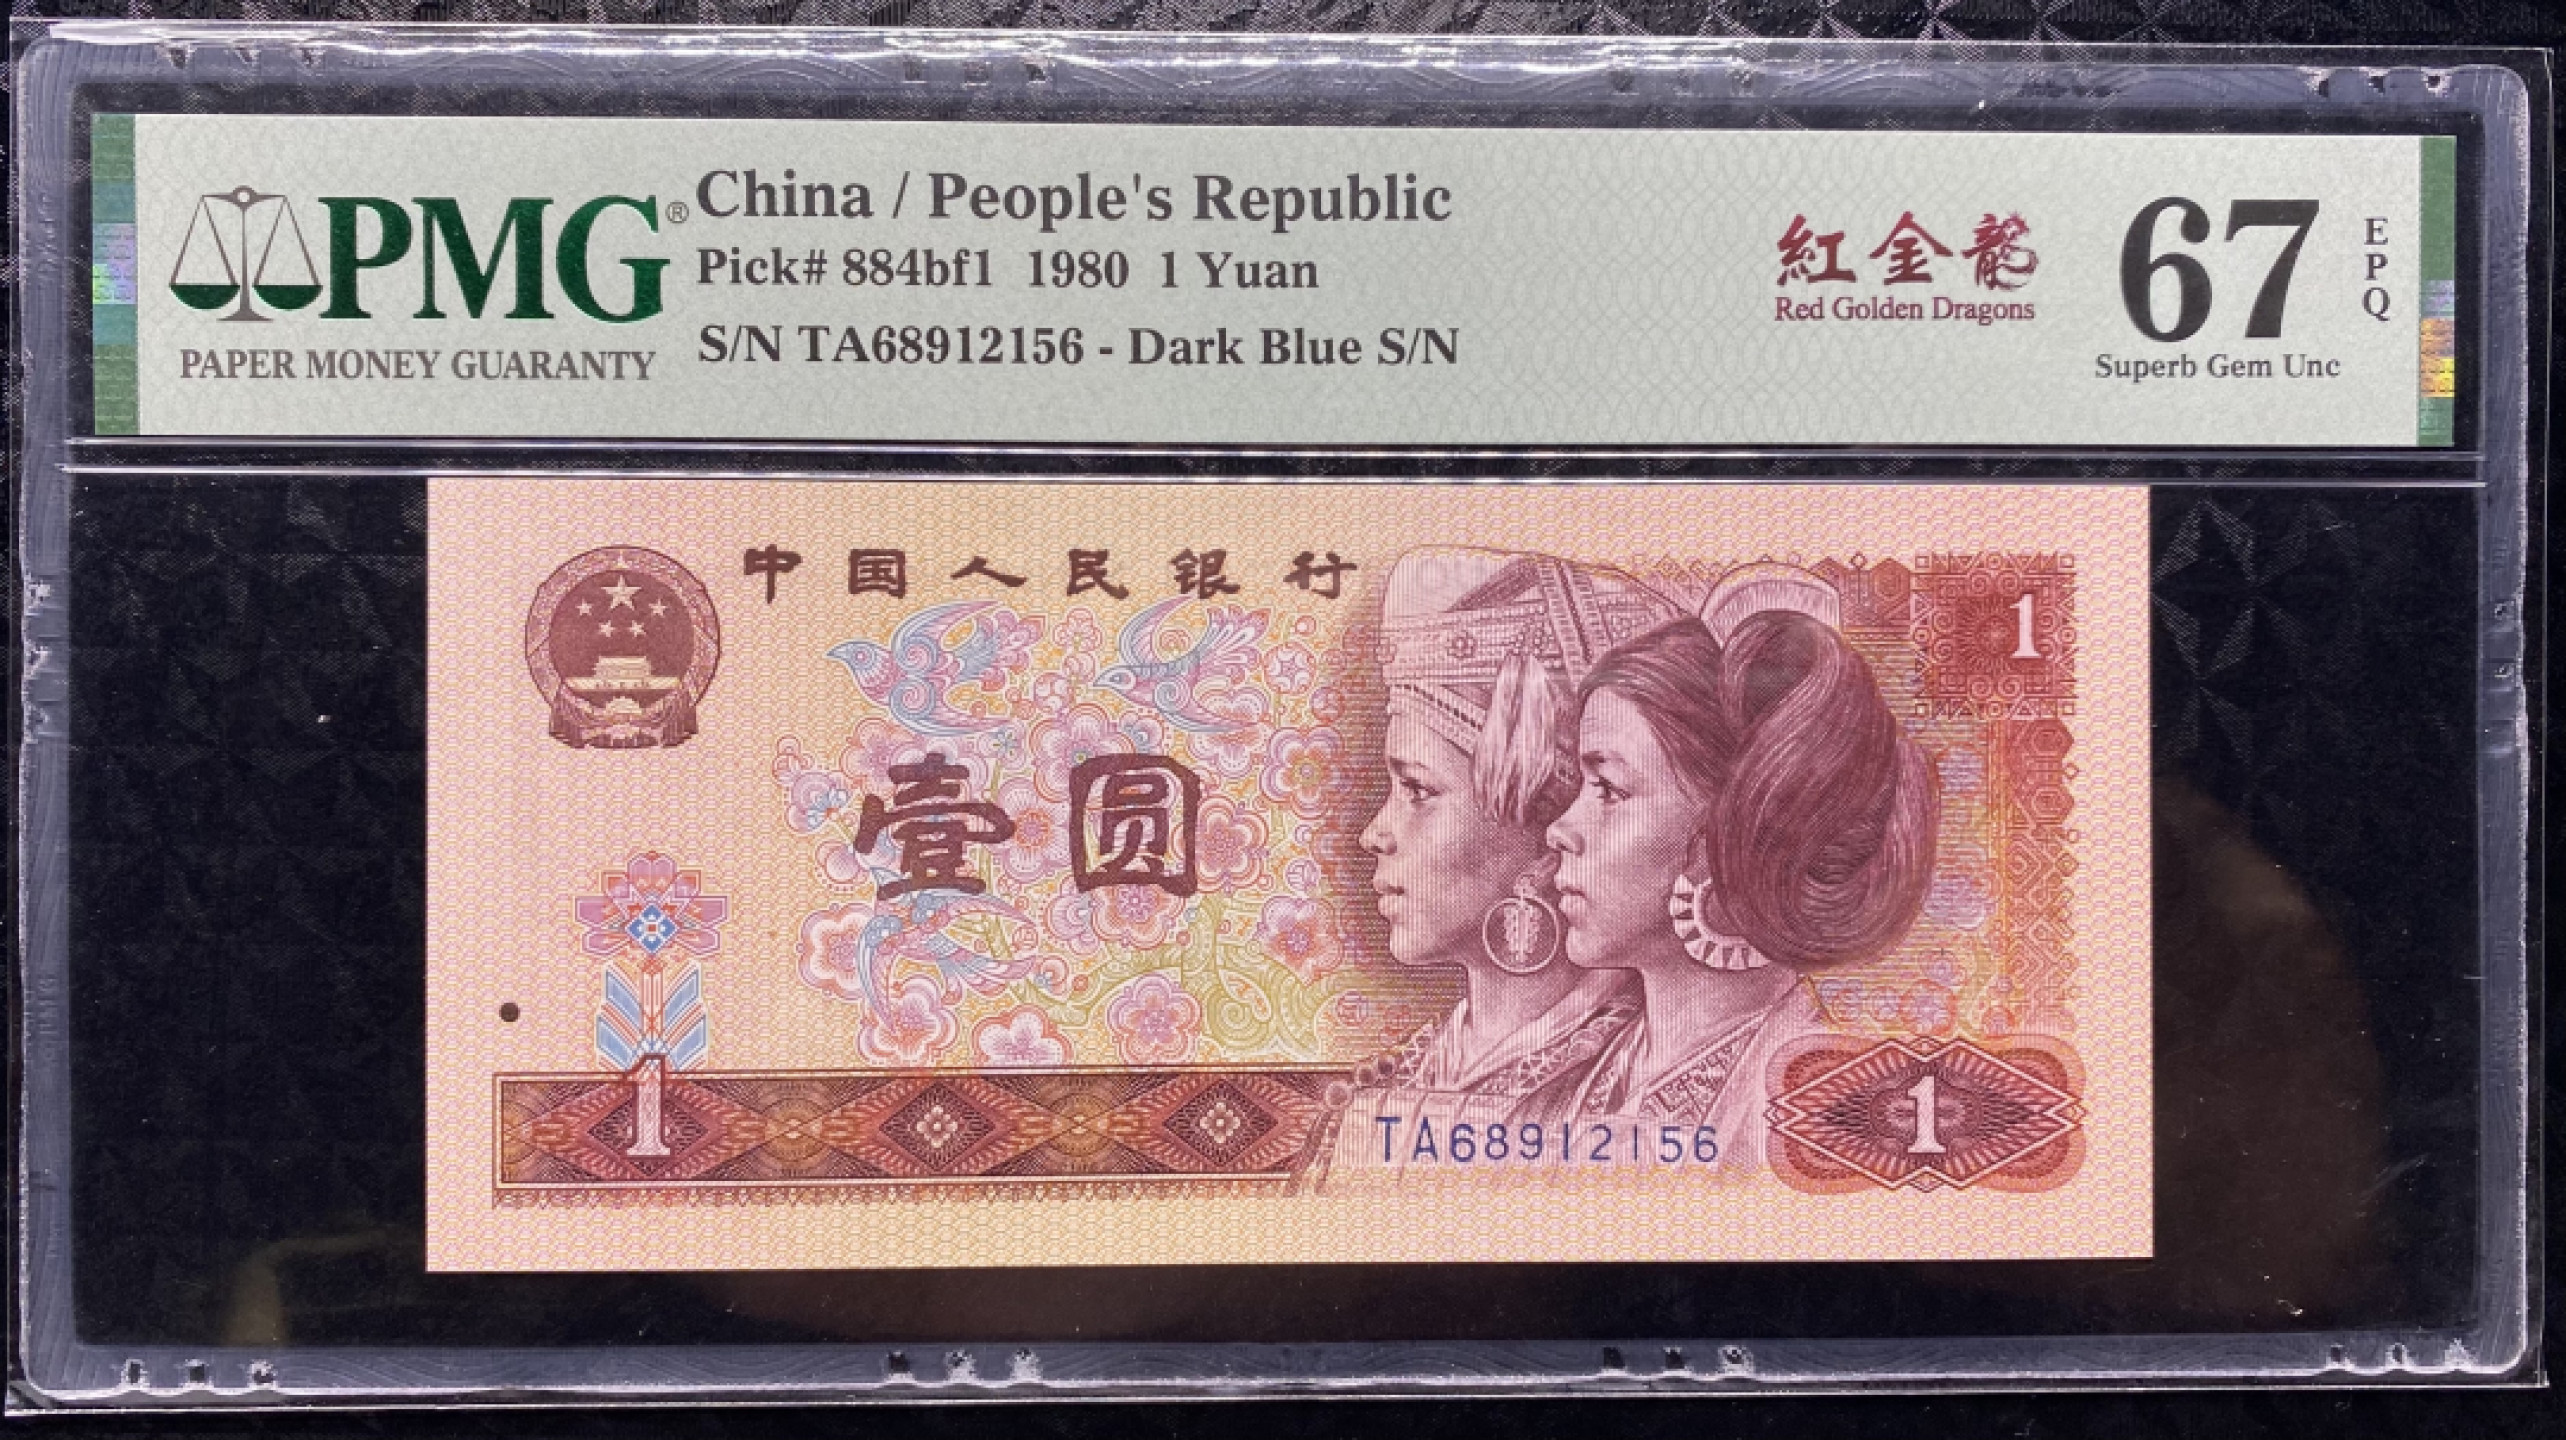 PMG®
PAPER MONEY GUARANTY
China / People's Republic
Pick# 884bf1 1980 1 Yuan
S/N TA68912156 - Dark Blue S/N
紅金龍
Red Golden Dragons
67
EPQ
Superb Gem Unc
中国人民银行
1
壹圆
1
TA68912156
1